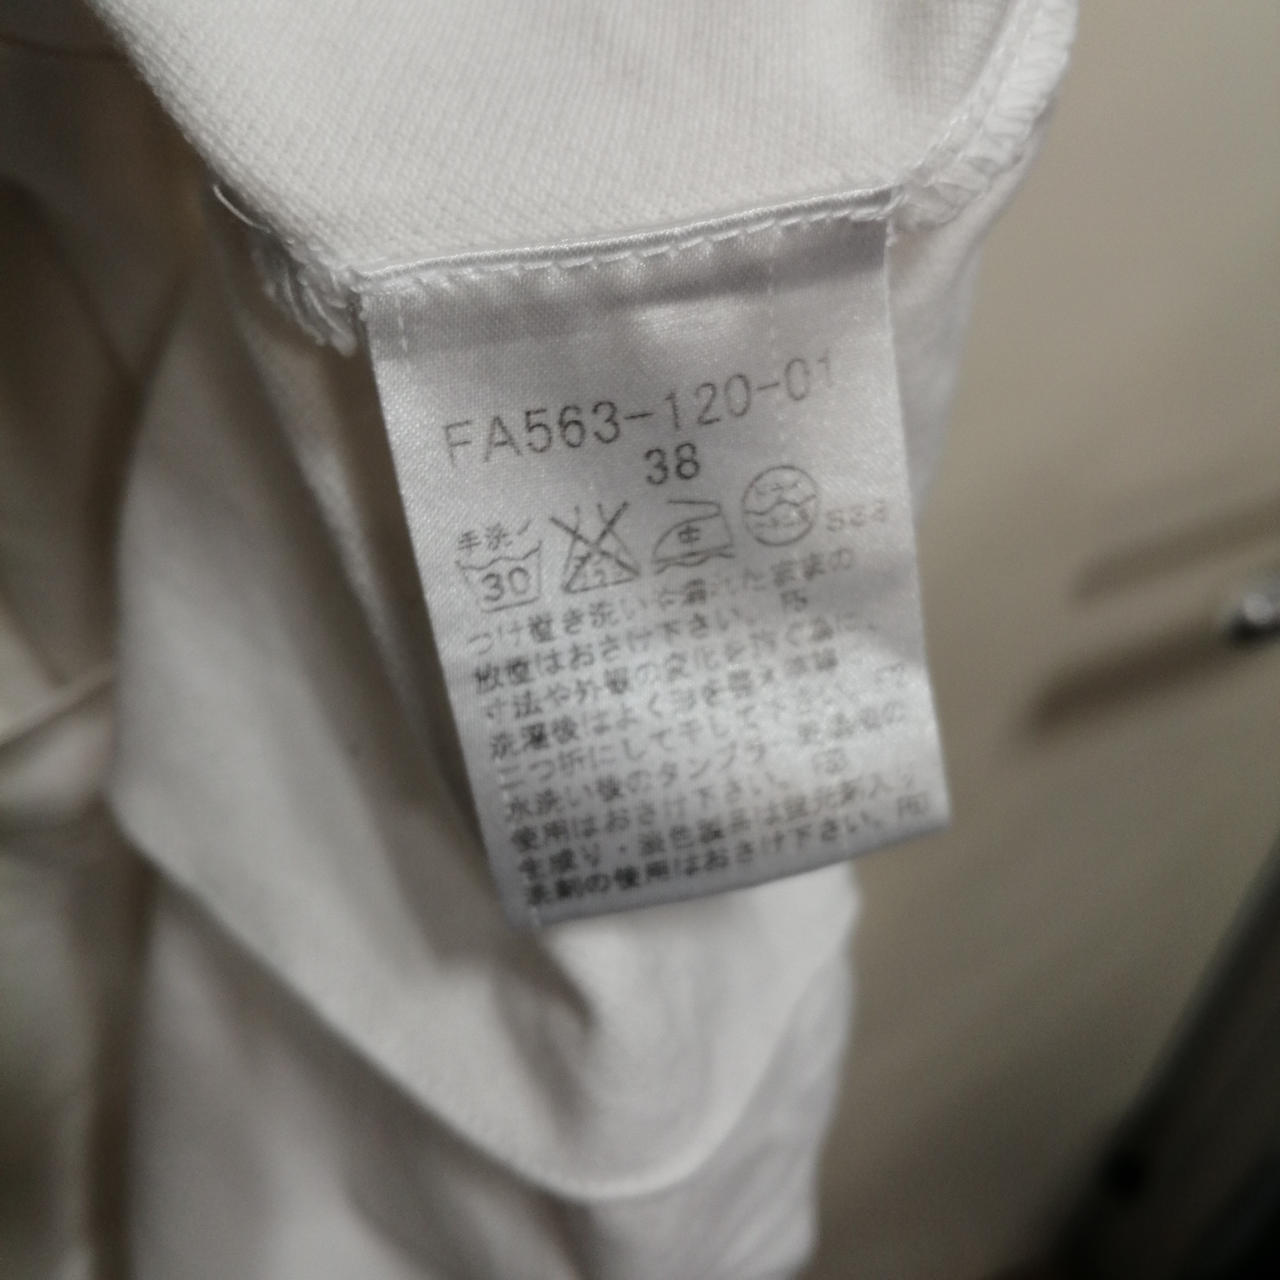 FA563-120-01
38
手洗イ
30
中
つけ置き洗いや濡れたままの
放置はおさけ下さい。
寸法や外観の変化を防ぐ為に、
洗濯後はよく形を整え
二つ折にして干して下さい。
水洗い後のタンブラー乾燥機の
使用はおさけ下さい。
生成り・淡色製品は蛍光剤入り
洗剤の使用はおさけ下さい。